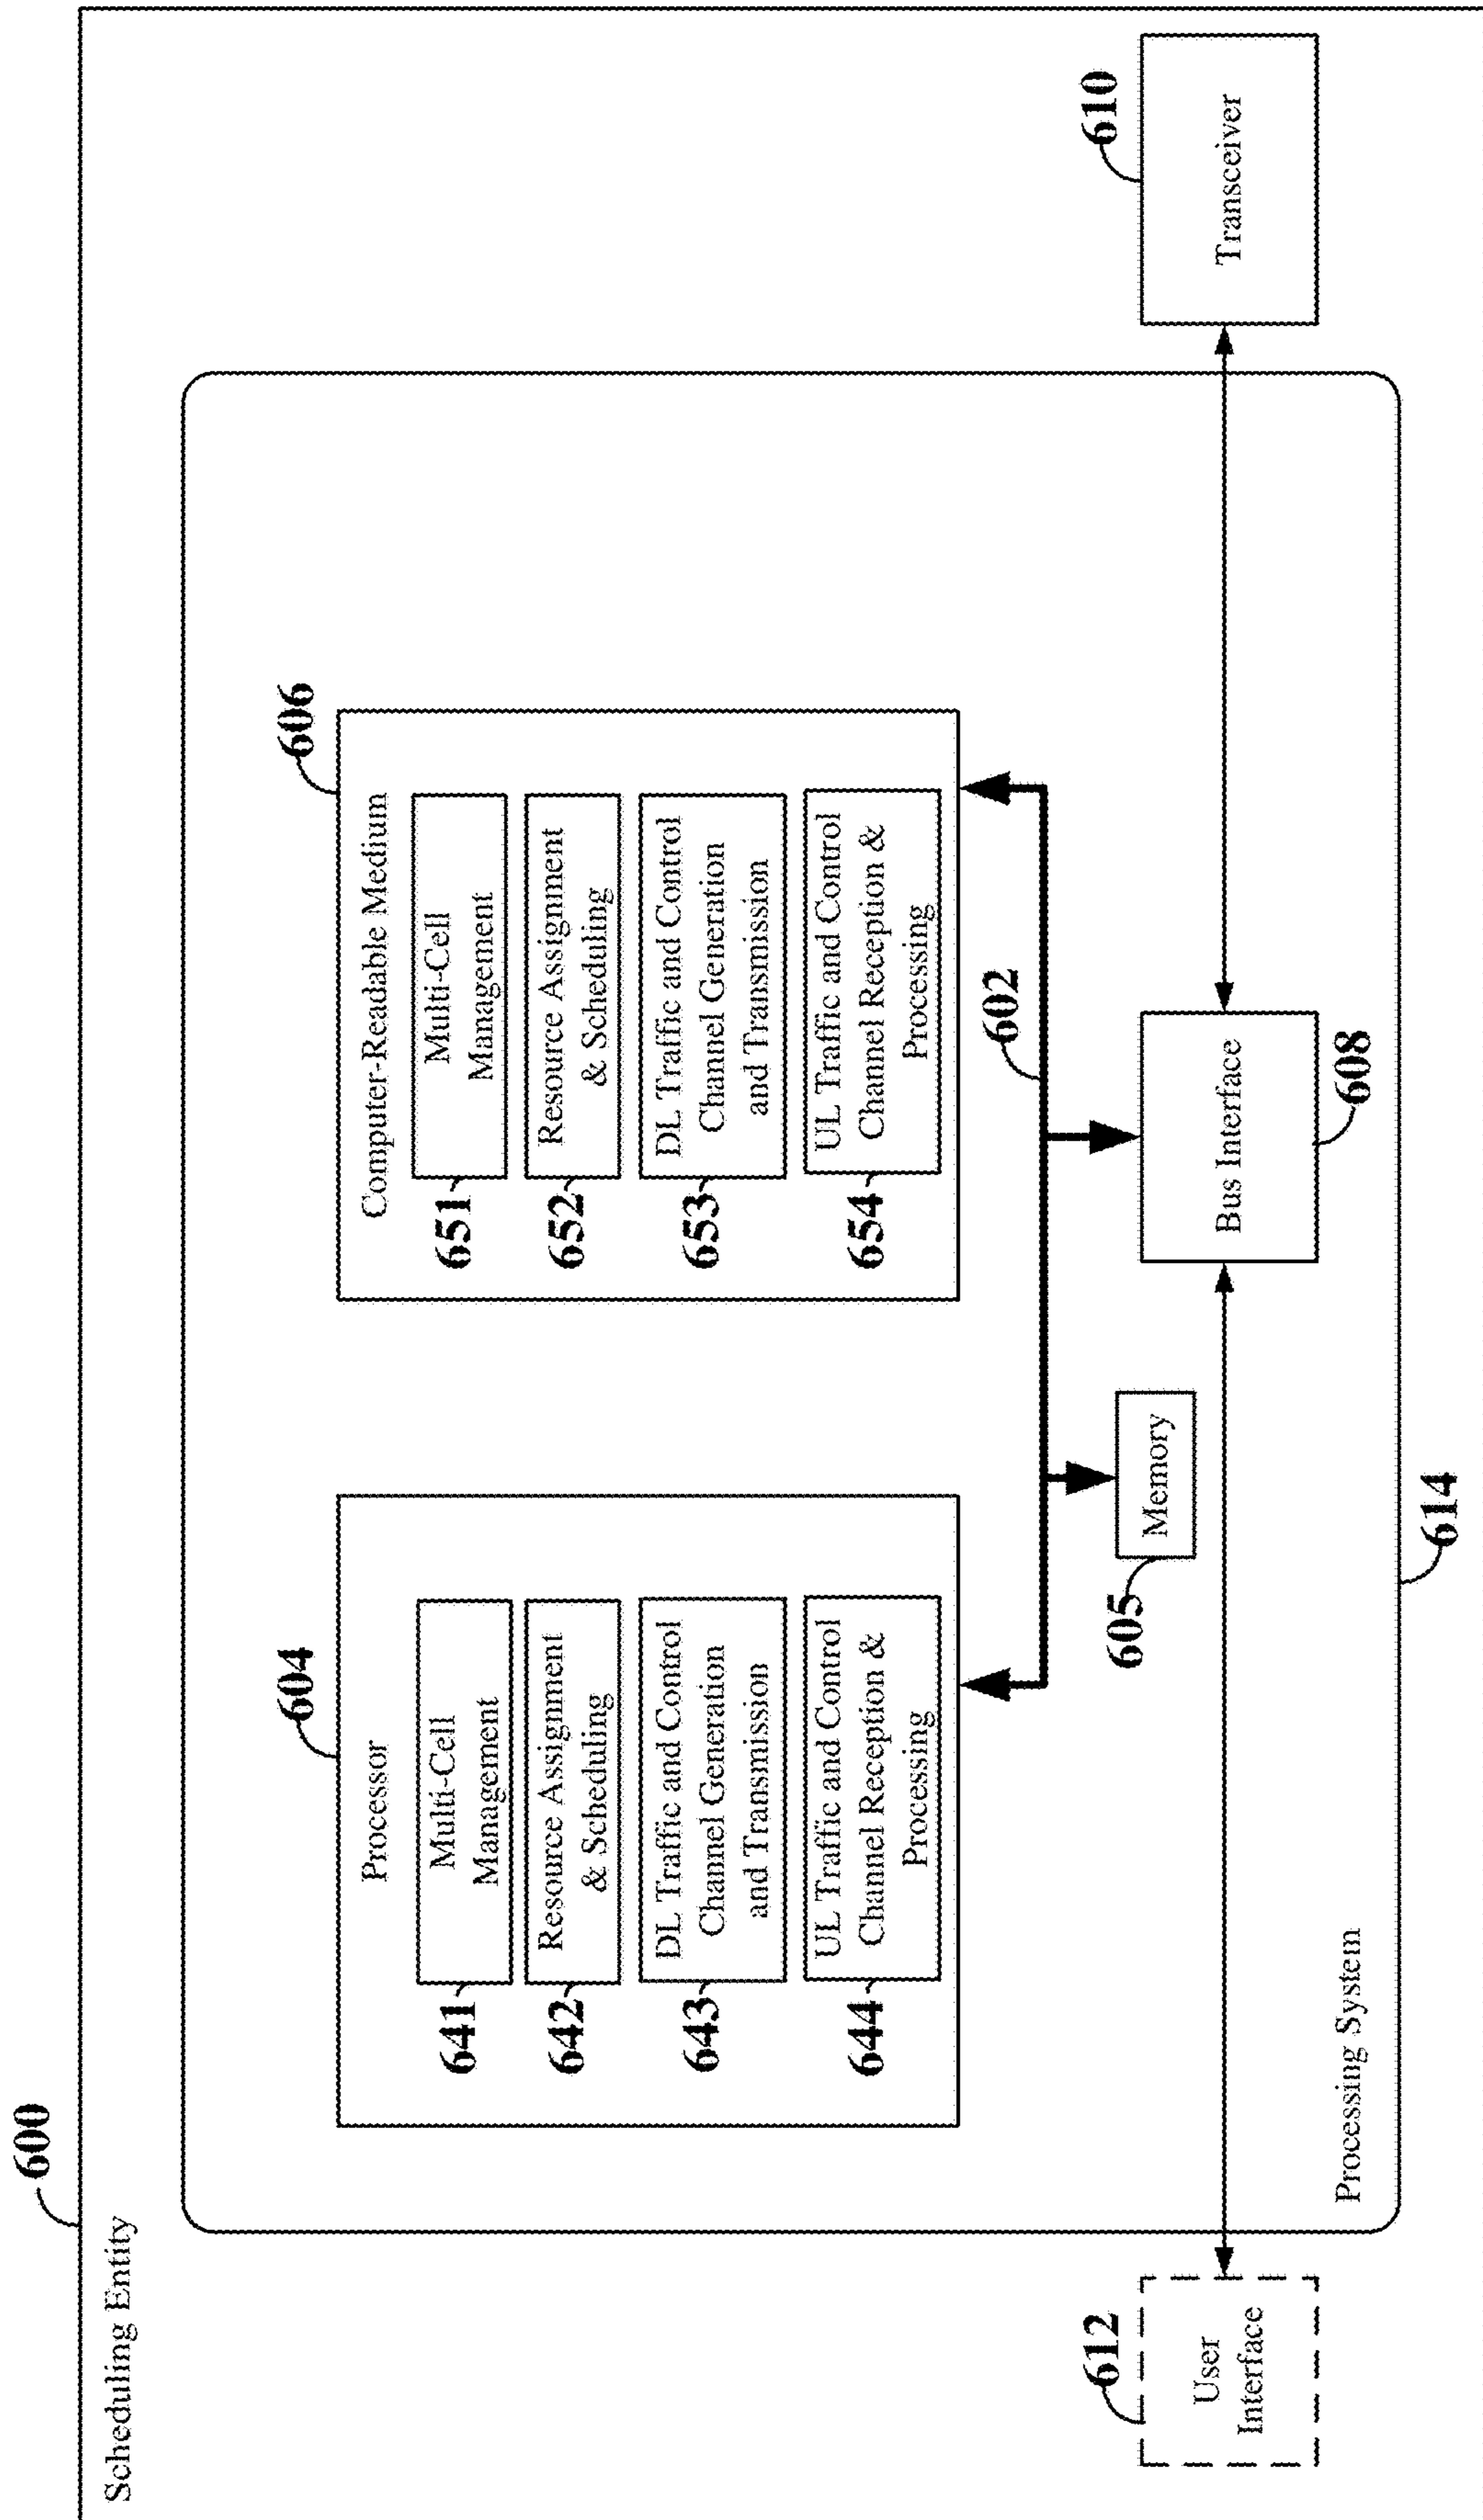 600
Scheduling Entity
604
Processor
641
Multi-Cell
Management
642
Resource Assignment
& Scheduling
643
DL Traffic and Control
Channel Generation
and Transmission
644
UL Traffic and Control
Channel Reception &
Processing
606
Computer-Readable Medium
651
Multi-Cell
Management
652
Resource Assignment
& Scheduling
653
DL Traffic and Control
Channel Generation
and Transmission
654
UL Traffic and Control
Channel Reception &
Processing
602
605
Memory
612
User
Interface
Bus Interface
608
610
Transceiver
Processing System
614